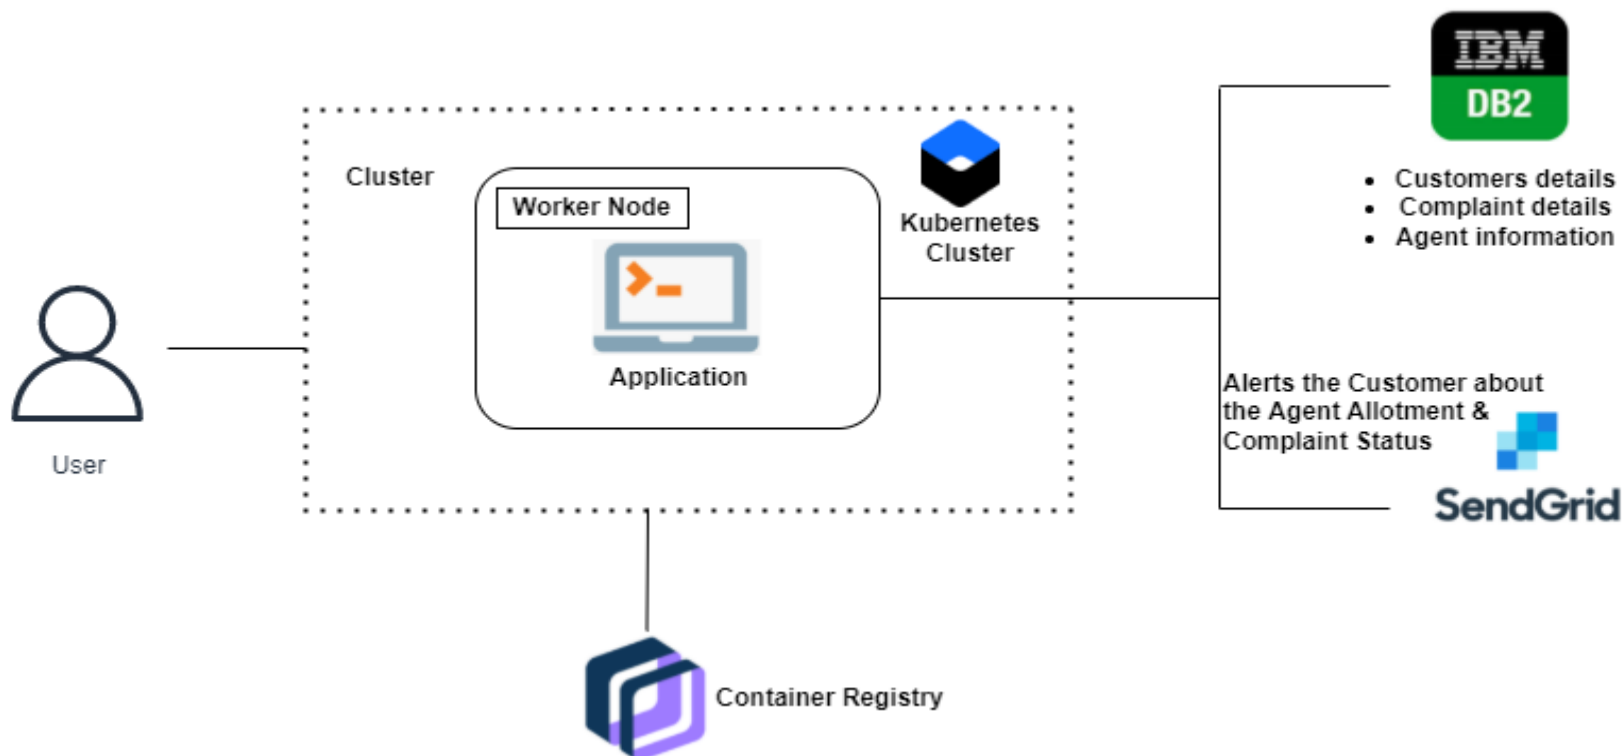 IBM
DB2
Cluster
Worker Node
Kubernetes
Cluster
• Customers details
• Complaint details
• Agent information
Application
Alerts the Customer about
the Agent Allotment &
Complaint Status
User
SendGrid
Container Registry